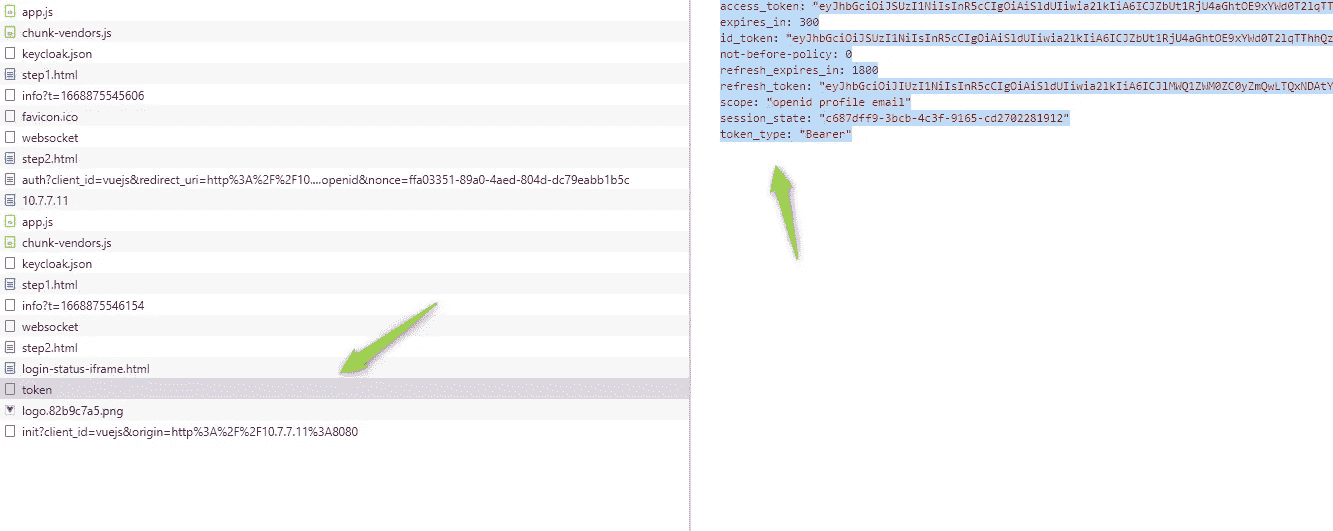 app.js
chunk-vendors.js
keycloak.json
step1.html
info?t=1668875545606
favicon.ico
websocket
step2.html
auth?client_id=vuejs&redirect_uri=http%3A%2F%2F10....openid&nonce=ffa03351-89a0-4aed-804d-dc79eabb1b5c
10.7.7.11
app.js
chunk-vendors.js
keycloak.json
step1.html
info?t=1668875546154
websocket
step2.html
login-status-iframe.html
token
logo.82b9c7a5.png
init?client_id=vuejs&origin=http%3A%2F%2F10.7.7.11%3A8080
access_token:
expires_in: 300
id_token:
not-before-policy: 0
refresh_expires_in: 1800
refresh_token:
scope: "openid profile email"
session_state: "c687dff9-3bcb-4c3f-9165-cd2702281912"
token_type: "Bearer"